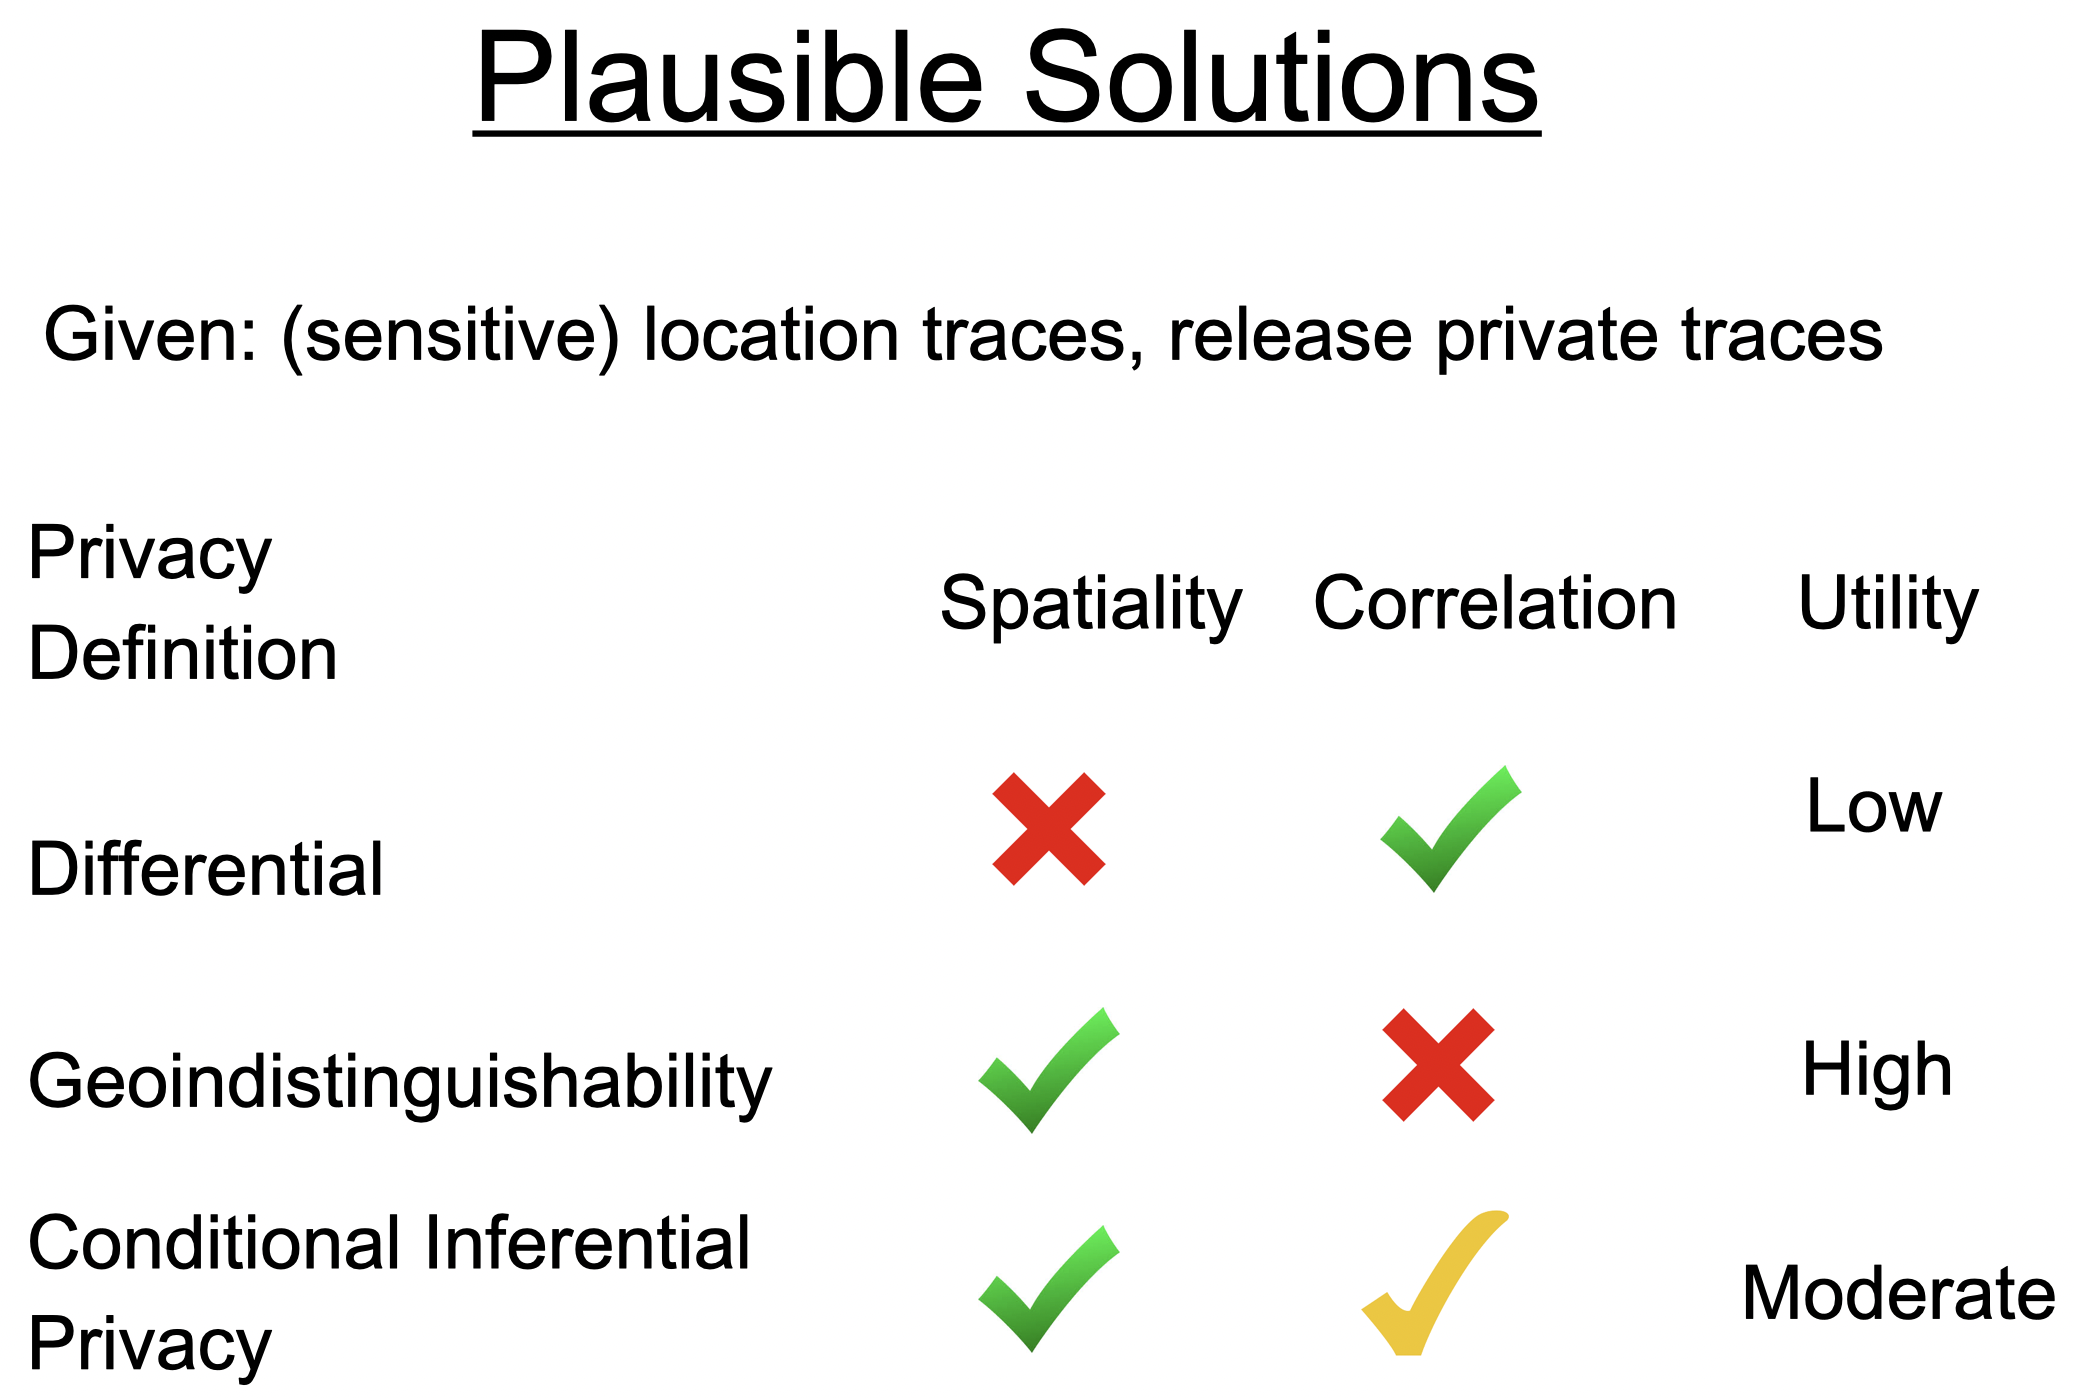 Plausible Solutions
Given: (sensitive) location traces, release private traces
Privacy
Definition
Spatiality
Correlation
Utility
Differential
Low
Geoindistinguishability
High
Conditional Inferential
Privacy
Moderate